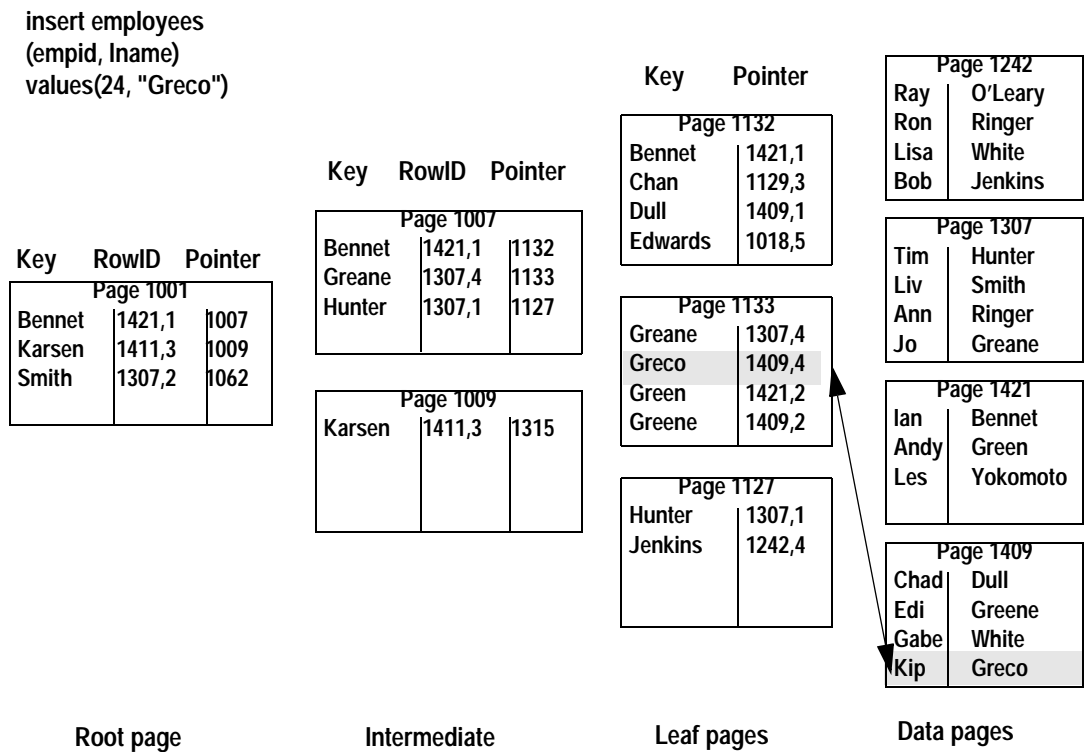 insert employees
(empid, lname)
values(24, "Greco")
Key RowID Pointer
Page 1001
Bennet 1421,1 1007
Karsen 1411,3 1009
Smith 1307,2 1062
Root page
Key RowID Pointer
Page 1007
Bennet 1421,1 1132
Greane 1307,4 1133
Hunter 1307,1 1127
Page 1009
Karsen 1411,3 1315
Intermediate
Key Pointer
Page 1132
Bennet 1421,1
Chan 1129,3
Dull 1409,1
Edwards 1018,5
Page 1133
Greane 1307,4
Greco 1409,4
Green 1421,2
Greene 1409,2
Page 1127
Hunter 1307,1
Jenkins 1242,4
Leaf pages
Page 1242
Ray O’Leary
Ron Ringer
Lisa White
Bob Jenkins
Page 1307
Tim Hunter
Liv Smith
Ann Ringer
Jo Greane
Page 1421
Ian Bennet
Andy Green
Les Yokomoto
Page 1409
Chad Dull
Edi Greene
Gabe White
Kip Greco
Data pages